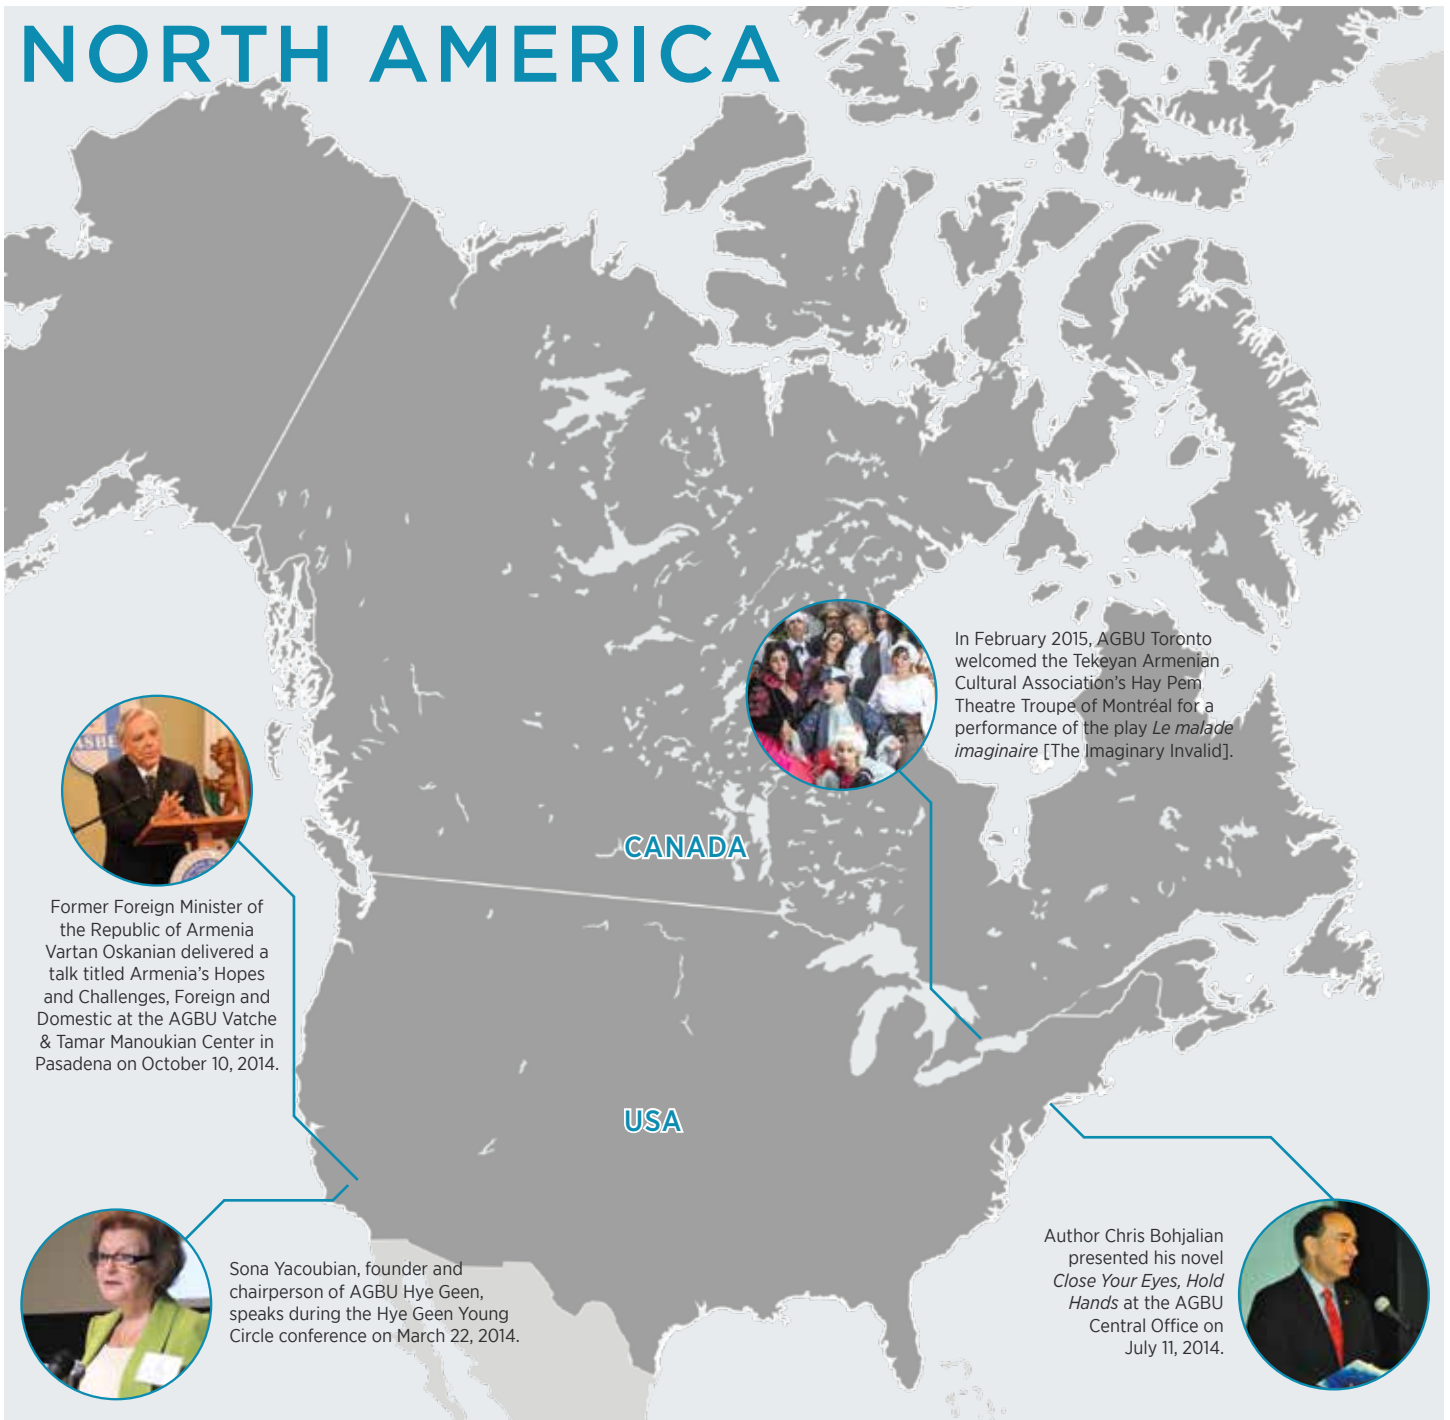 NORTH AMERICA
In February 2015, AGBU Toronto
welcomed the Tekeyan Armenian
Cultural Association’s Hay Pem
Theatre Troupe of Montréal for a
performance of the play Le malade
imaginaire [The Imaginary Invalid].
CANADA
Former Foreign Minister of
the Republic of Armenia
Vartan Oskanian delivered a
talk titled Armenia’s Hopes
and Challenges, Foreign and
Domestic at the AGBU Vatche
& Tamar Manoukian Center in
Pasadena on October 10, 2014.
USA
Sona Yacoubian, founder and
chairperson of AGBU Hye Geen,
speaks during the Hye Geen Young
Circle conference on March 22, 2014.
Author Chris Bohjalian
presented his novel
Close Your Eyes, Hold
Hands at the AGBU
Central Office on
July 11, 2014.